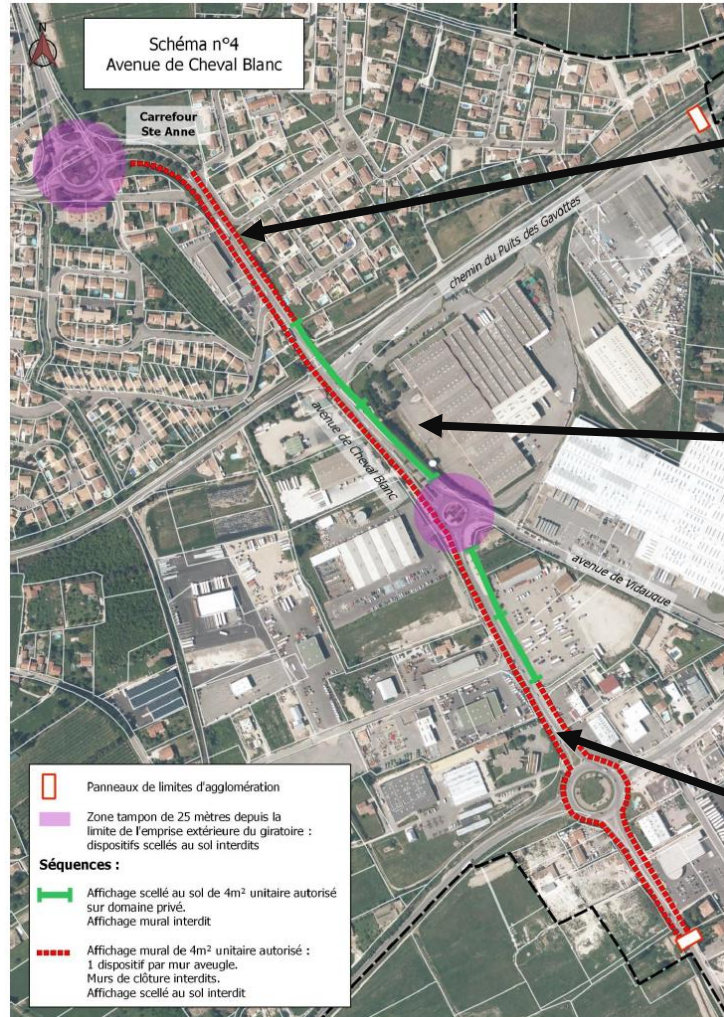 N
Schéma n°4
Avenue de Cheval Blanc
Carrefour
Ste Anne
chemin du Puits des Gavottes
avenue de Cheval Blanc
avenue de Vidauque
Panneaux de limites d'agglomération
Zone tampon de 25 mètres depuis la
limite de l'emprise extérieure du giratoire :
dispositifs scellés au sol interdits
Séquences :
Affichage scellé au sol de 4m² unitaire autorisé
sur domaine privé.
Affichage mural interdit
Affichage mural de 4m² unitaire autorisé :
1 dispositif par mur aveugle.
Murs de clôture interdits.
Affichage scellé au sol interdit